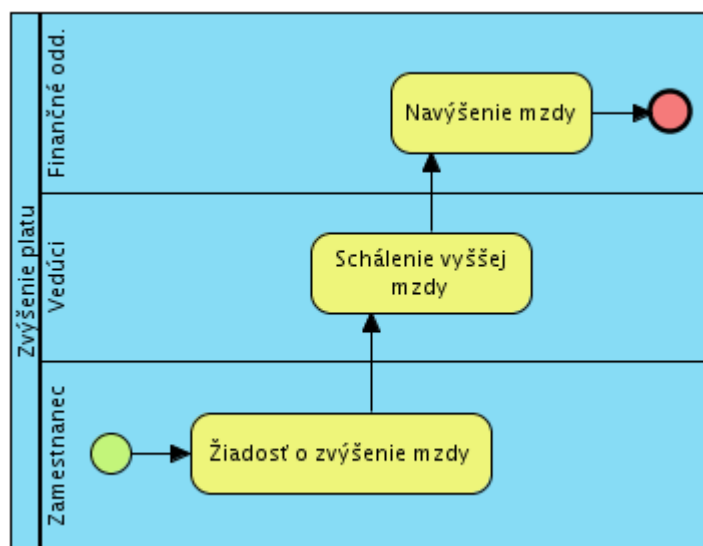 Zvýšenie platu
Finančné odd.
Navýšenie mzdy
Vedúci
Schálenie vyššej
mzdy
Zamestnanec
Žiadosť o zvýšenie mzdy